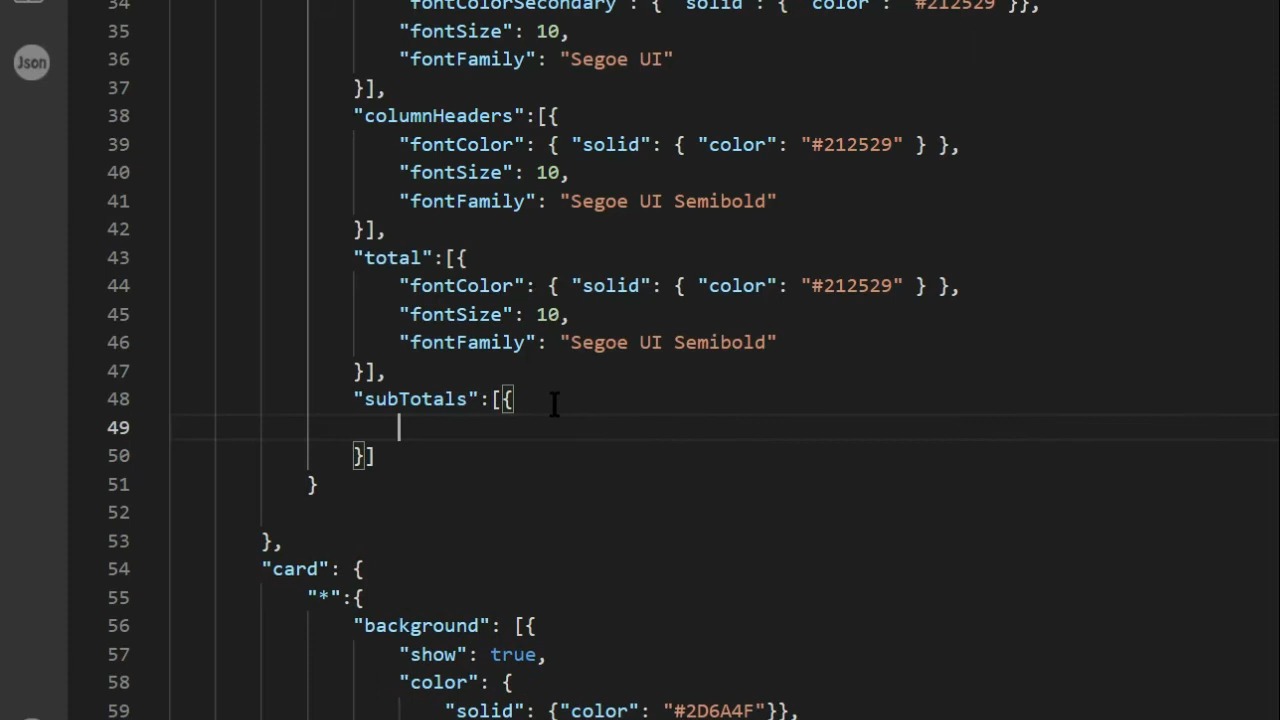 34 "fontColorSecondary": { "solid": { "color": "#212529"}},
Json
35 "fontSize": 10,
36 "fontFamily": "Segoe UI"
37 }],
38 "columnHeaders":[{
39 "fontColor": { "solid": { "color": "#212529" } },
40 "fontSize": 10,
41 "fontFamily": "Segoe UI Semibold"
42 }],
43 "total":[{
44 "fontColor": { "solid": { "color": "#212529" } },
45 "fontSize": 10,
46 "fontFamily": "Segoe UI Semibold"
47 }],
48 "subTotals":[{
49
50 }]
51 }
52
53 },
54 "card": {
55 "*":{
56 "background": [{
57 "show": true,
58 "color": {
59 "solid": {"color": "#2D6A4F"}},